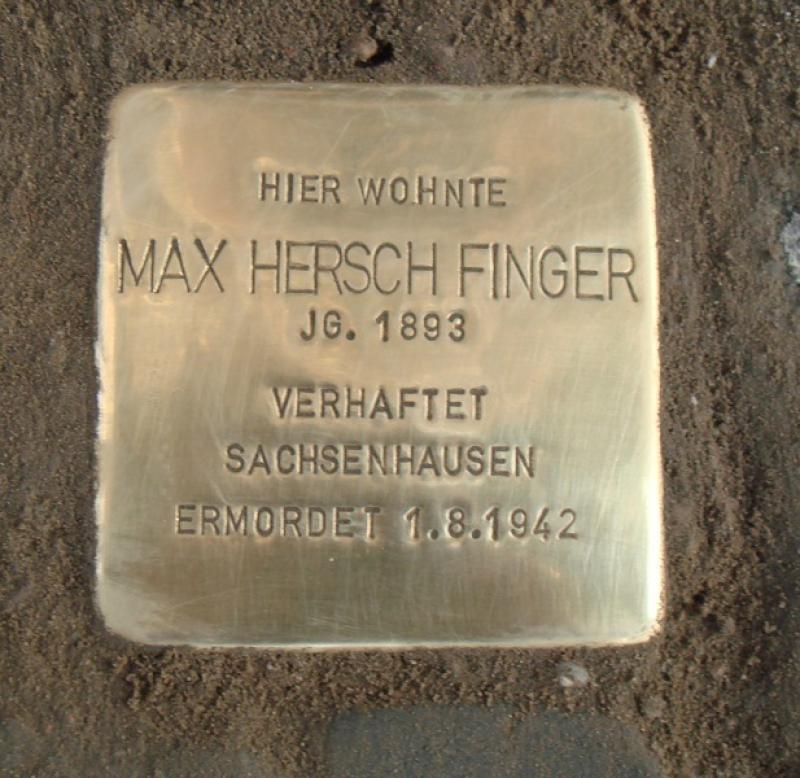 HIER WOHNTE
MAX HERSCH FINGER
JG. 1893
VERHAFTET
SACHSENHAUSEN
ERMORDET 1.8.1942